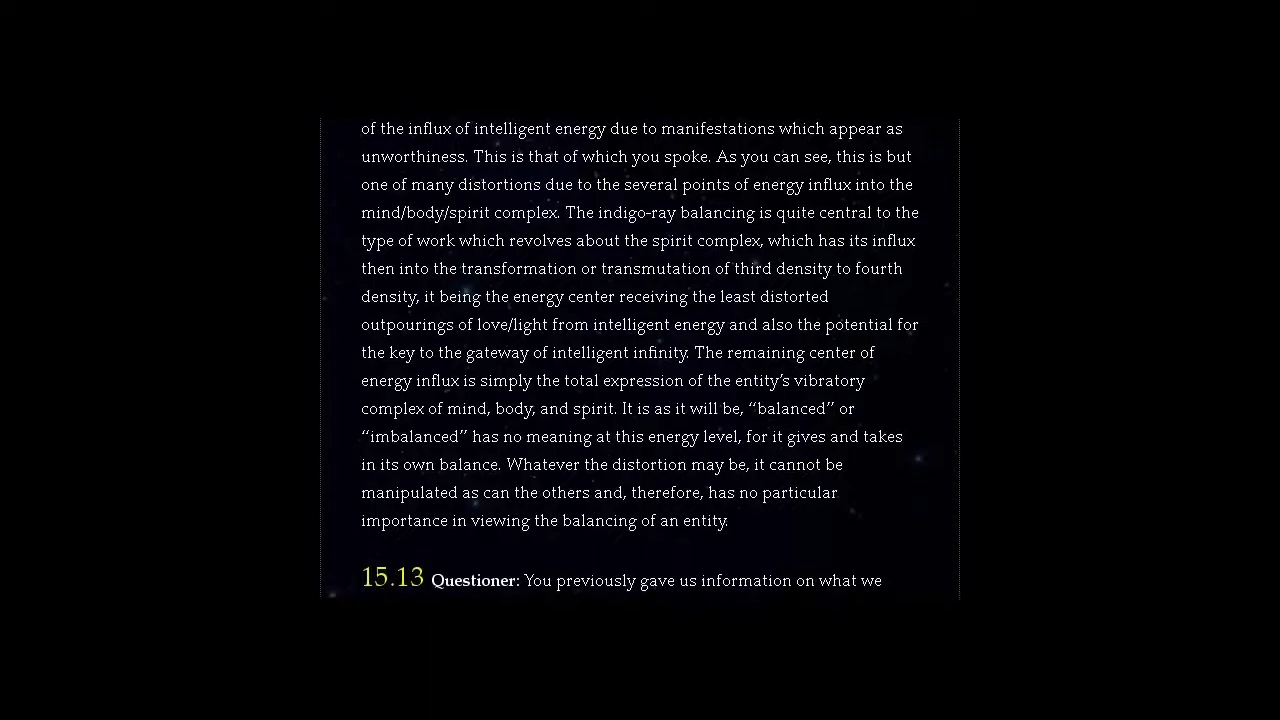 of the influx of intelligent energy due to manifestations which appear as
unworthiness. This is that of which you spoke. As you can see, this is but
one of many distortions due to the several points of energy influx into the
mind/body/spirit complex. The indigo-ray balancing is quite central to the
type of work which revolves about the spirit complex, which has its influx
then into the transformation or transmutation of third density to fourth
density, it being the energy center receiving the least distorted
outpourings of love/light from intelligent energy and also the potential for
the key to the gateway of intelligent infinity. The remaining center of
energy influx is simply the total expression of the entity’s vibratory
complex of mind, body, and spirit. It is as it will be, “balanced” or
“imbalanced” has no meaning at this energy level, for it gives and takes
in its own balance. Whatever the distortion may be, it cannot be
manipulated as can the others and, therefore, has no particular
importance in viewing the balancing of an entity.
15.13 Questioner: You previously gave us information on what we